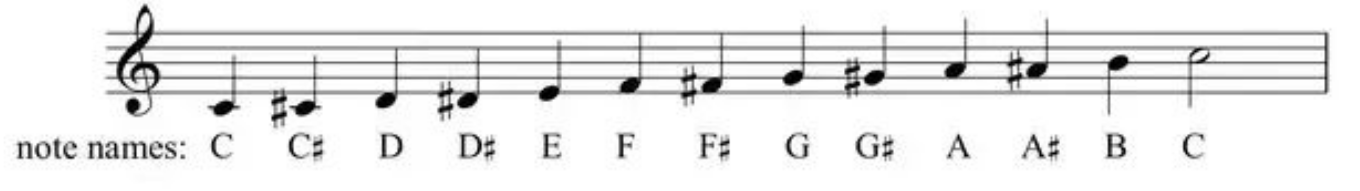 note names: C C♯ D D♯ E F F♯ G G♯ A A♯ B C